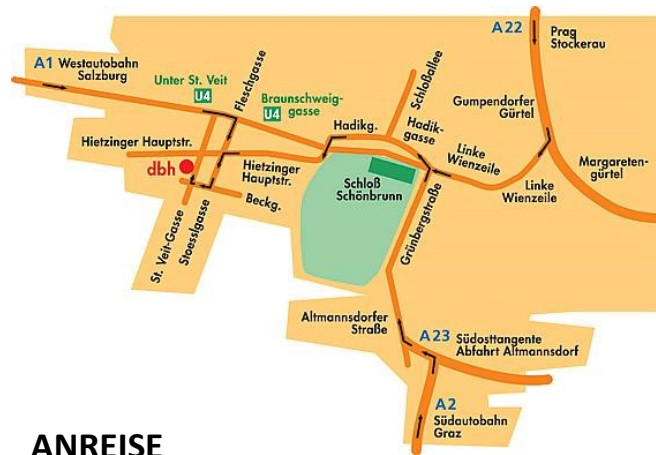 A22
Prag
Stockerau
A1 Westautobahn
Salzburg
Unter St. Veit
U4
Fleschgasse
Braunschweig-
gasse
U4
Schloßallee
Gumpendorfer
Gürtel
Hadikg.
Hadik-
gasse
Hietzinger Hauptstr.
dbh
Hietzinger
Hauptstr.
Linke
Wienzeile
Margareten-
gürtel
Schloß
Schönbrunn
Linke
Wienzeile
Beckg.
St. Veit-Gasse
Stoesslgasse
Grünbergstraße
Altmannsdorfer
Straße
A23 Südosttangente
Abfahrt Altmannsdorf
A2
Südautobahn
Graz
ANREISE